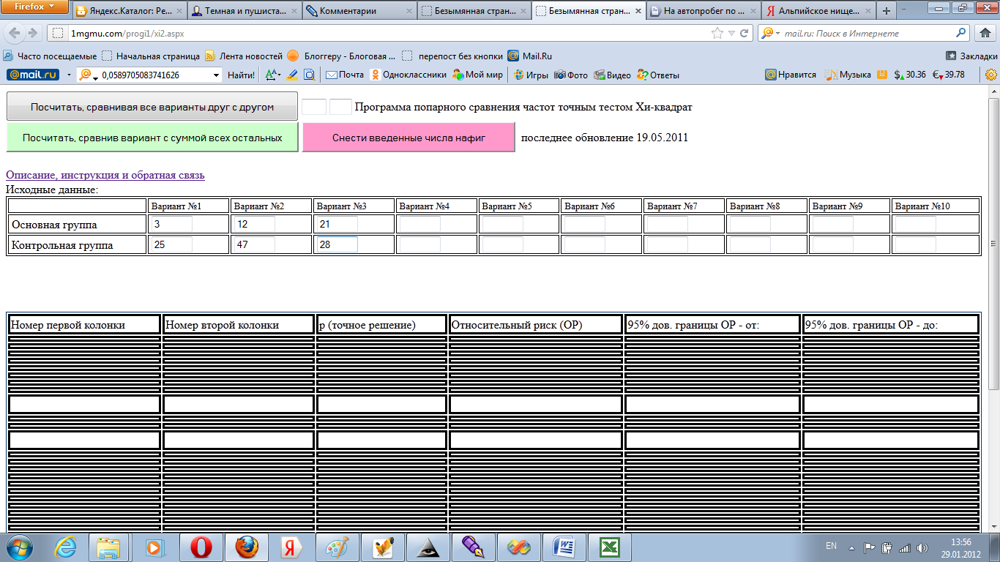 Firefox
Яндекс.Каталог: Ре...
Темная и пушиста...
Комментарии
Безымянная стран...
Безымянная стран...
На автопробег по ...
Альпийское нище...
1mgmu.com/progi1/xi2.aspx
mail.ru: Поиск в Интернете
Часто посещаемые Начальная страница Лента новостей Блоггеру - Блоговая ... перепост без кнопки Mail.Ru Закладки
@mail.ru 0,0589705083741626 Найти! Почта Одноклассники Мой мир Игры Фото Видео Ответы Нравится Музыка $ 30.36 € 39.78
Посчитать, сравнивая все варианты друг с другом Программа попарного сравнения частот точным тестом Хи-квадрат
Посчитать, сравнив вариант с суммой всех остальных Снести введенные числа нафиг последнее обновление 19.05.2011
Описание, инструкция и обратная связь
Исходные данные:
Вариант №1 Вариант №2 Вариант №3 Вариант №4 Вариант №5 Вариант №6 Вариант №7 Вариант №8 Вариант №9 Вариант №10
Основная группа 3 12 21
Контрольная группа 25 47 28
Номер первой колонки Номер второй колонки р (точное решение) Относительный риск (ОР) 95% дов. границы ОР - от: 95% дов. границы ОР - до:
EN
13:56
29.01.2012